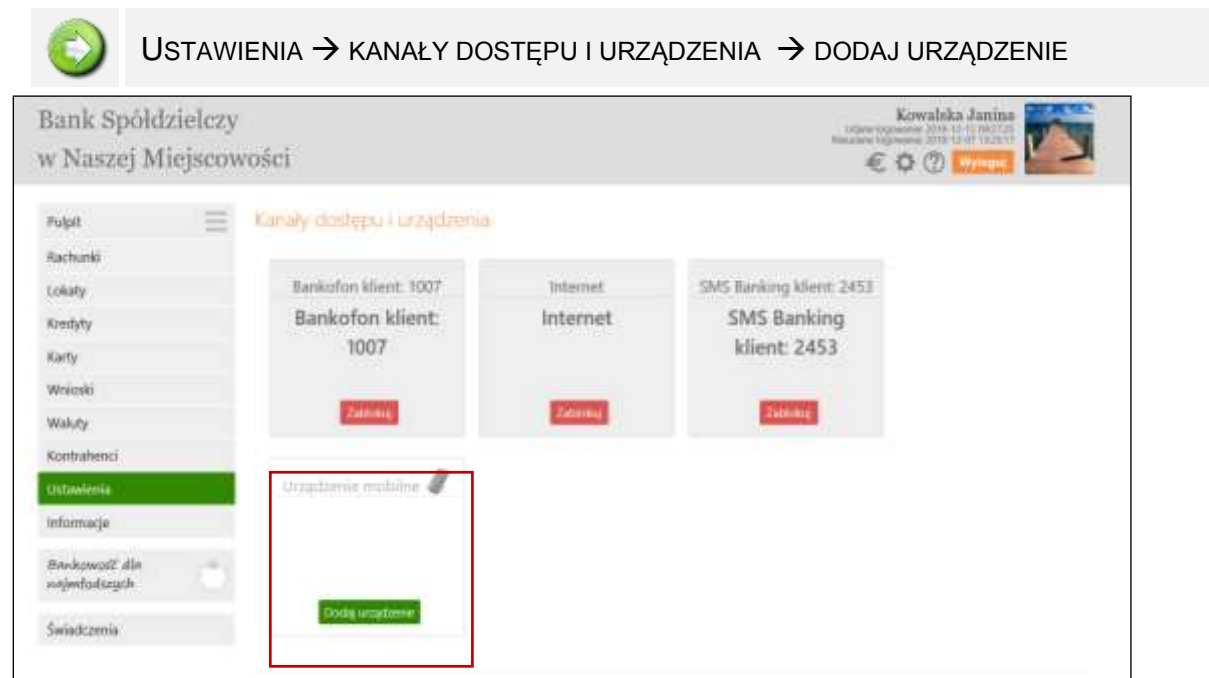 USTAWIENIA → KANAŁY DOSTĘPU I URZĄDZENIA → DODAJ URZĄDZENIE
Bank Spółdzielczy
w Naszej Miejscowości
Kowalska Janina
Wyloguj
Pulpit
Rachunki
Lokaty
Kredyty
Karty
Wnioski
Waluty
Kontrahenci
Ustawienia
Informacje
Bankowość dla
najmłodszych
Świadczenia
Kanały dostępu i urządzenia
Bankofon klient: 1007
Bankofon klient:
1007
Zablokuj
Internet
Internet
Zablokuj
SMS Banking klient: 2453
SMS Banking
klient: 2453
Zablokuj
Urządzenie mobilne
Dodaj urządzenie